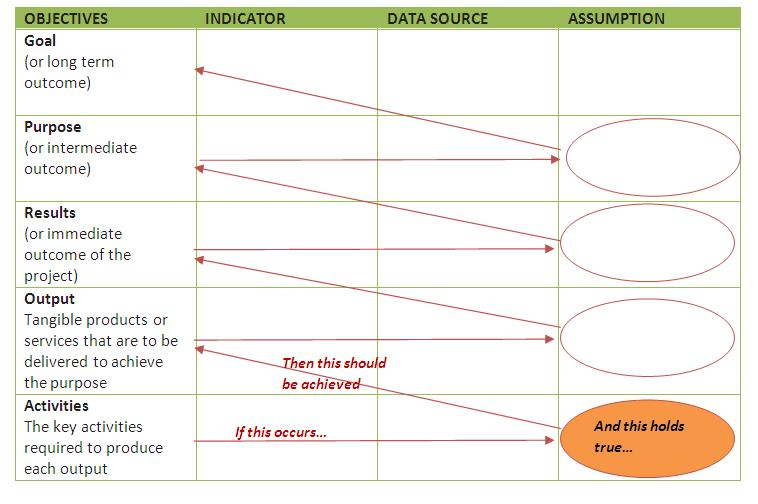 OBJECTIVES INDICATOR DATA SOURCE ASSUMPTION
Goal
(or long term
outcome)
Purpose
(or intermediate
outcome)
Results
(or immediate
outcome of the
project)
Output
Tangible products or
services that are to be
delivered to achieve
the purpose
Then this should
be achieved
Activities
The key activities
required to produce
each output
If this occurs...
And this holds
true...